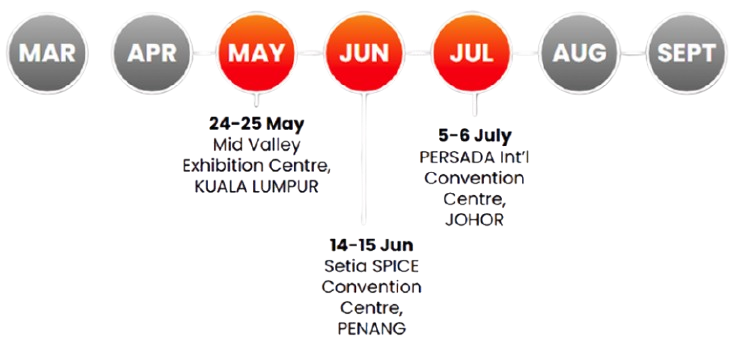 MAR
APR
MAY
JUN
JUL
AUG
SEPT
24-25 May
Mid Valley
Exhibition Centre,
KUALA LUMPUR
14-15 Jun
Setia SPICE
Convention
Centre,
PENANG
5-6 July
PERSADA Int'l
Convention
Centre,
JOHOR